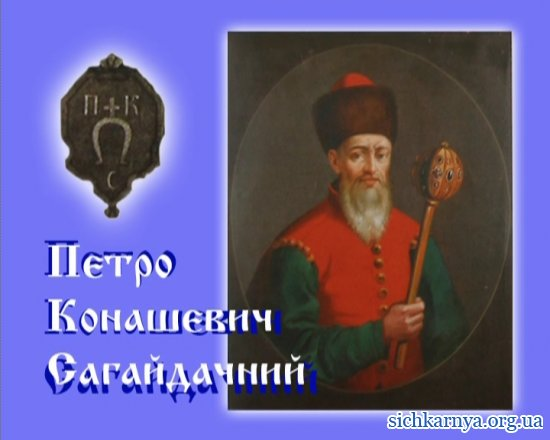 П + К
С
Петро
Конашевич
Сагайдачний
sichkarnya.org.ua